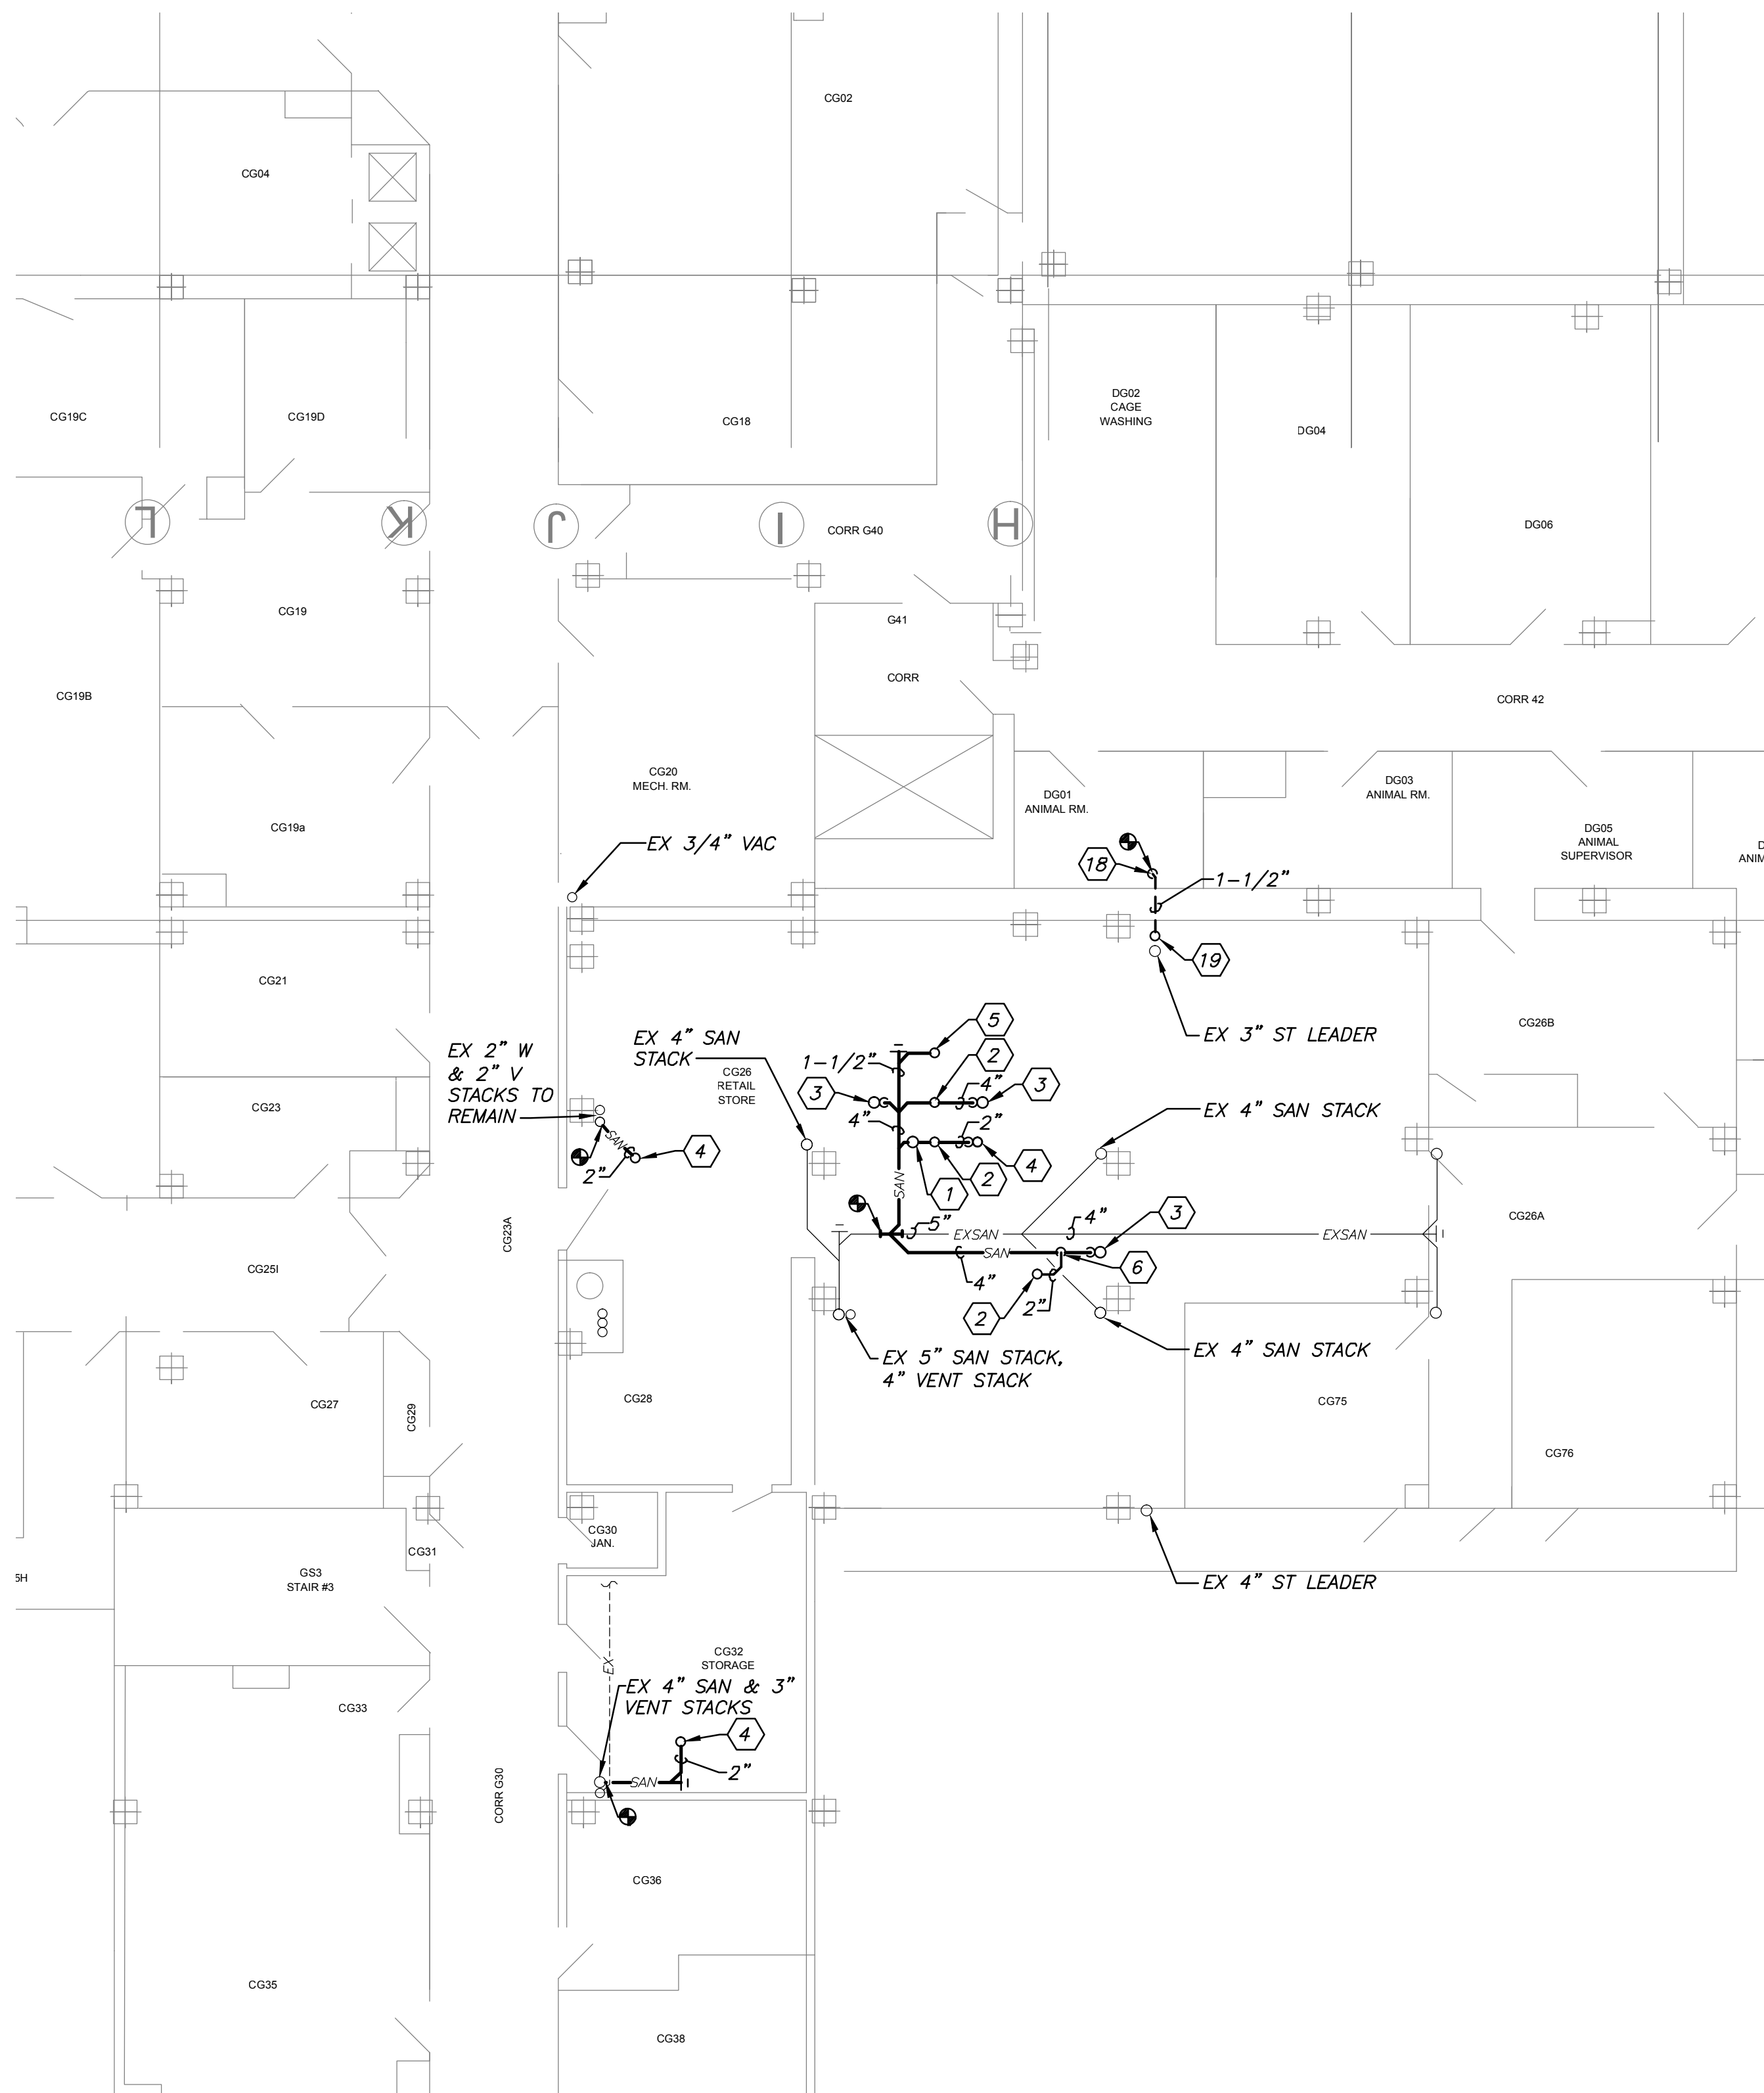 CG02
CG04
CG19C
CG19D
CG18
DG02
CAGE
WASHING
DG04
L
K
J
I
H
CORR G40
DG06
CG19
G41
CORR
CG19B
CORR 42
CG20
MECH. RM.
DG01
ANIMAL RM.
DG03
ANIMAL RM.
CG19a
DG05
ANIMAL
SUPERVISOR
D
ANIM
EX 3/4" VAC
18
1-1/2"
19
CG21
EX 3" ST LEADER
CG26B
EX 2" W
& 2" V
STACKS TO
REMAIN
EX 4" SAN
STACK
CG26
RETAIL
STORE
1-1/2"
5
2
3
4"
3
4"
2"
CG23
EX 4" SAN STACK
SAN
2"
4
4
2
1
SAN
5"
EXSAN
4"
3
EXSAN
CG26A
CG23A
SAN
6
4"
2
2"
CG25I
EX 5" SAN STACK,
4" VENT STACK
EX 4" SAN STACK
CG27
CG29
CG28
CG75
CG76
CG30
JAN.
CG31
5H
GS3
STAIR #3
EX 4" ST LEADER
EX
CG32
STORAGE
EX 4" SAN & 3"
VENT STACKS
CG33
4
2"
SAN
CORR G30
CG36
CG35
CG38